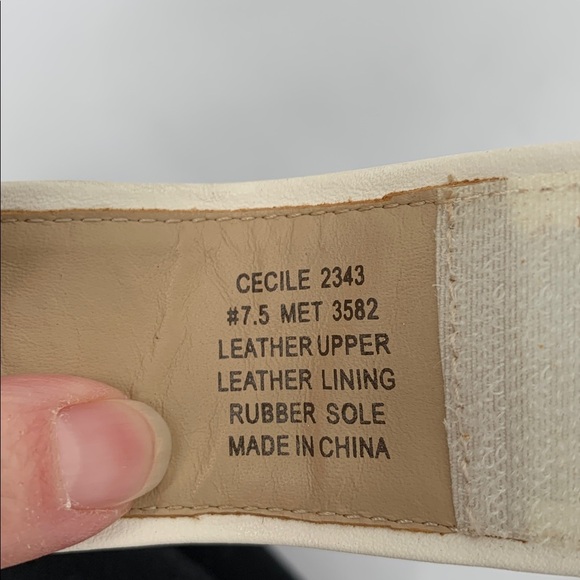 CECILE 2343
#7.5 MET 3582
LEATHER UPPER
LEATHER LINING
RUBBER SOLE
MADE IN CHINA